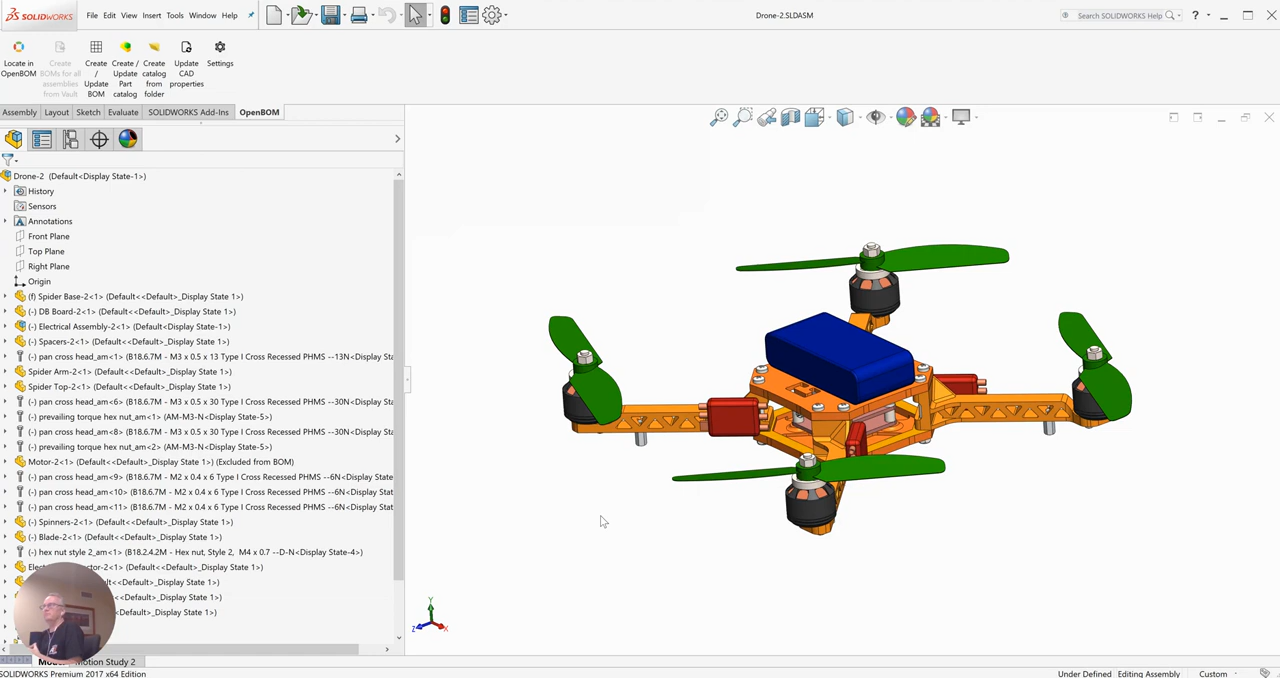 SOLIDWORKS File Edit View Insert Tools Window Help Drone-2.SLDASM Search SOLIDWORKS Help ?
Locate in OpenBOM
Create BOMs for all assemblies from Vault
Create / Update BOM
Create / Update Part catalog
Create catalog from folder
Update CAD properties
Settings
Assembly Layout Sketch Evaluate SOLIDWORKS Add-Ins OpenBOM
Drone-2 (Default<Display State-1>)
History
Sensors
Annotations
Front Plane
Top Plane
Right Plane
Origin
(f) Spider Base-2<1> (Default<<Default>_Display State 1>)
(-) DB Board-2<1> (Default<<Default>_Display State 1>)
(-) Electrical Assembly-2<1> (Default<Display State-1>)
(-) Spacers-2<1> (Default<<Default>_Display State 1>)
(-) pan cross head_am<1> (B18.6.7M - M3 x 0.5 x 13 Type I Cross Recessed PHMS --13N<Display Sta
Spider Arm-2<1> (Default<<Default>_Display State 1>)
Spider Top-2<1> (Default<<Default>_Display State 1>)
(-) pan cross head_am<6> (B18.6.7M - M3 x 0.5 x 30 Type I Cross Recessed PHMS --30N<Display Sta
(-) prevailing torque hex nut_am<1> (AM-M3-N<Display State-5>)
(-) pan cross head_am<8> (B18.6.7M - M3 x 0.5 x 30 Type I Cross Recessed PHMS --30N<Display Sta
(-) prevailing torque hex nut_am<2> (AM-M3-N<Display State-5>)
Motor-2<1> (Default<<Default>_Display State 1>) (Excluded from BOM)
(-) pan cross head_am<9> (B18.6.7M - M2 x 0.4 x 6 Type I Cross Recessed PHMS --6N<Display State
(-) pan cross head_am<10> (B18.6.7M - M2 x 0.4 x 6 Type I Cross Recessed PHMS --6N<Display Stat
(-) pan cross head_am<11> (B18.6.7M - M2 x 0.4 x 6 Type I Cross Recessed PHMS --6N<Display Stat
(-) Spinners-2<1> (Default<<Default>_Display State 1>)
(-) Blade-2<1> (Default<<Default>_Display State 1>)
(-) hex nut style 2_am<1> (B18.2.4.2M - Hex nut, Style 2, M4 x 0.7 --D-N<Display State-4>)
(Default<<Default>_Display State 1>)
Display State 1>)
Display State 1>)
Display State 1>)
Y
Z
X
Motion Study 2
SOLIDWORKS Premium 2017 x64 Edition Under Defined Editing Assembly Custom